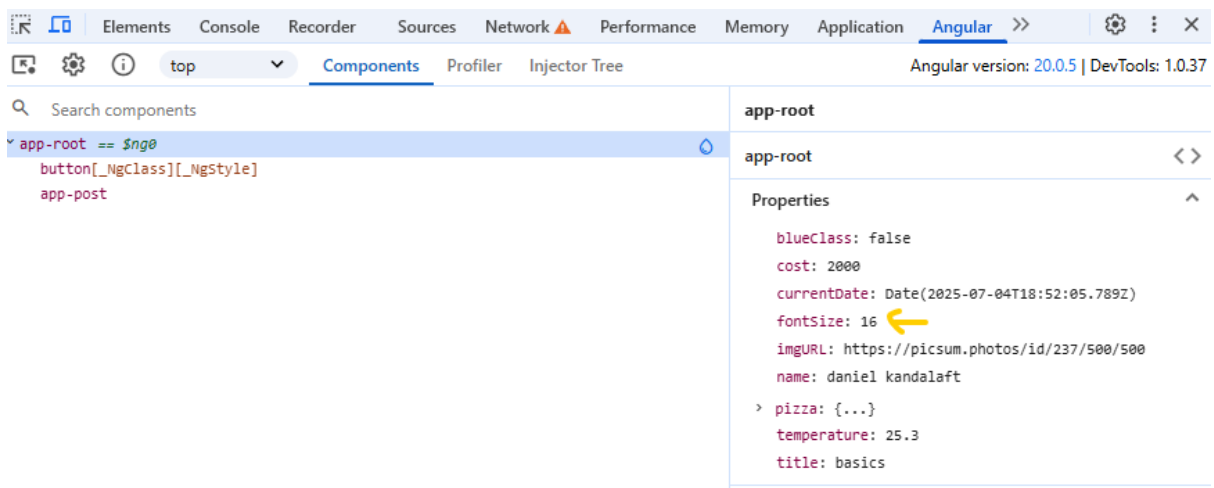 Elements Console Recorder Sources Network Performance Memory Application Angular
top Components Profiler Injector Tree Angular version: 20.0.5 | DevTools: 1.0.37
Search components
app-root == $ng0
button[_NgClass][_NgStyle]
app-post
app-root
app-root
Properties
blueClass: false
cost: 2000
currentDate: Date(2025-07-04T18:52:05.789Z)
fontSize: 16
imgURL: https://picsum.photos/id/237/500/500
name: daniel kandalaft
pizza: {...}
temperature: 25.3
title: basics